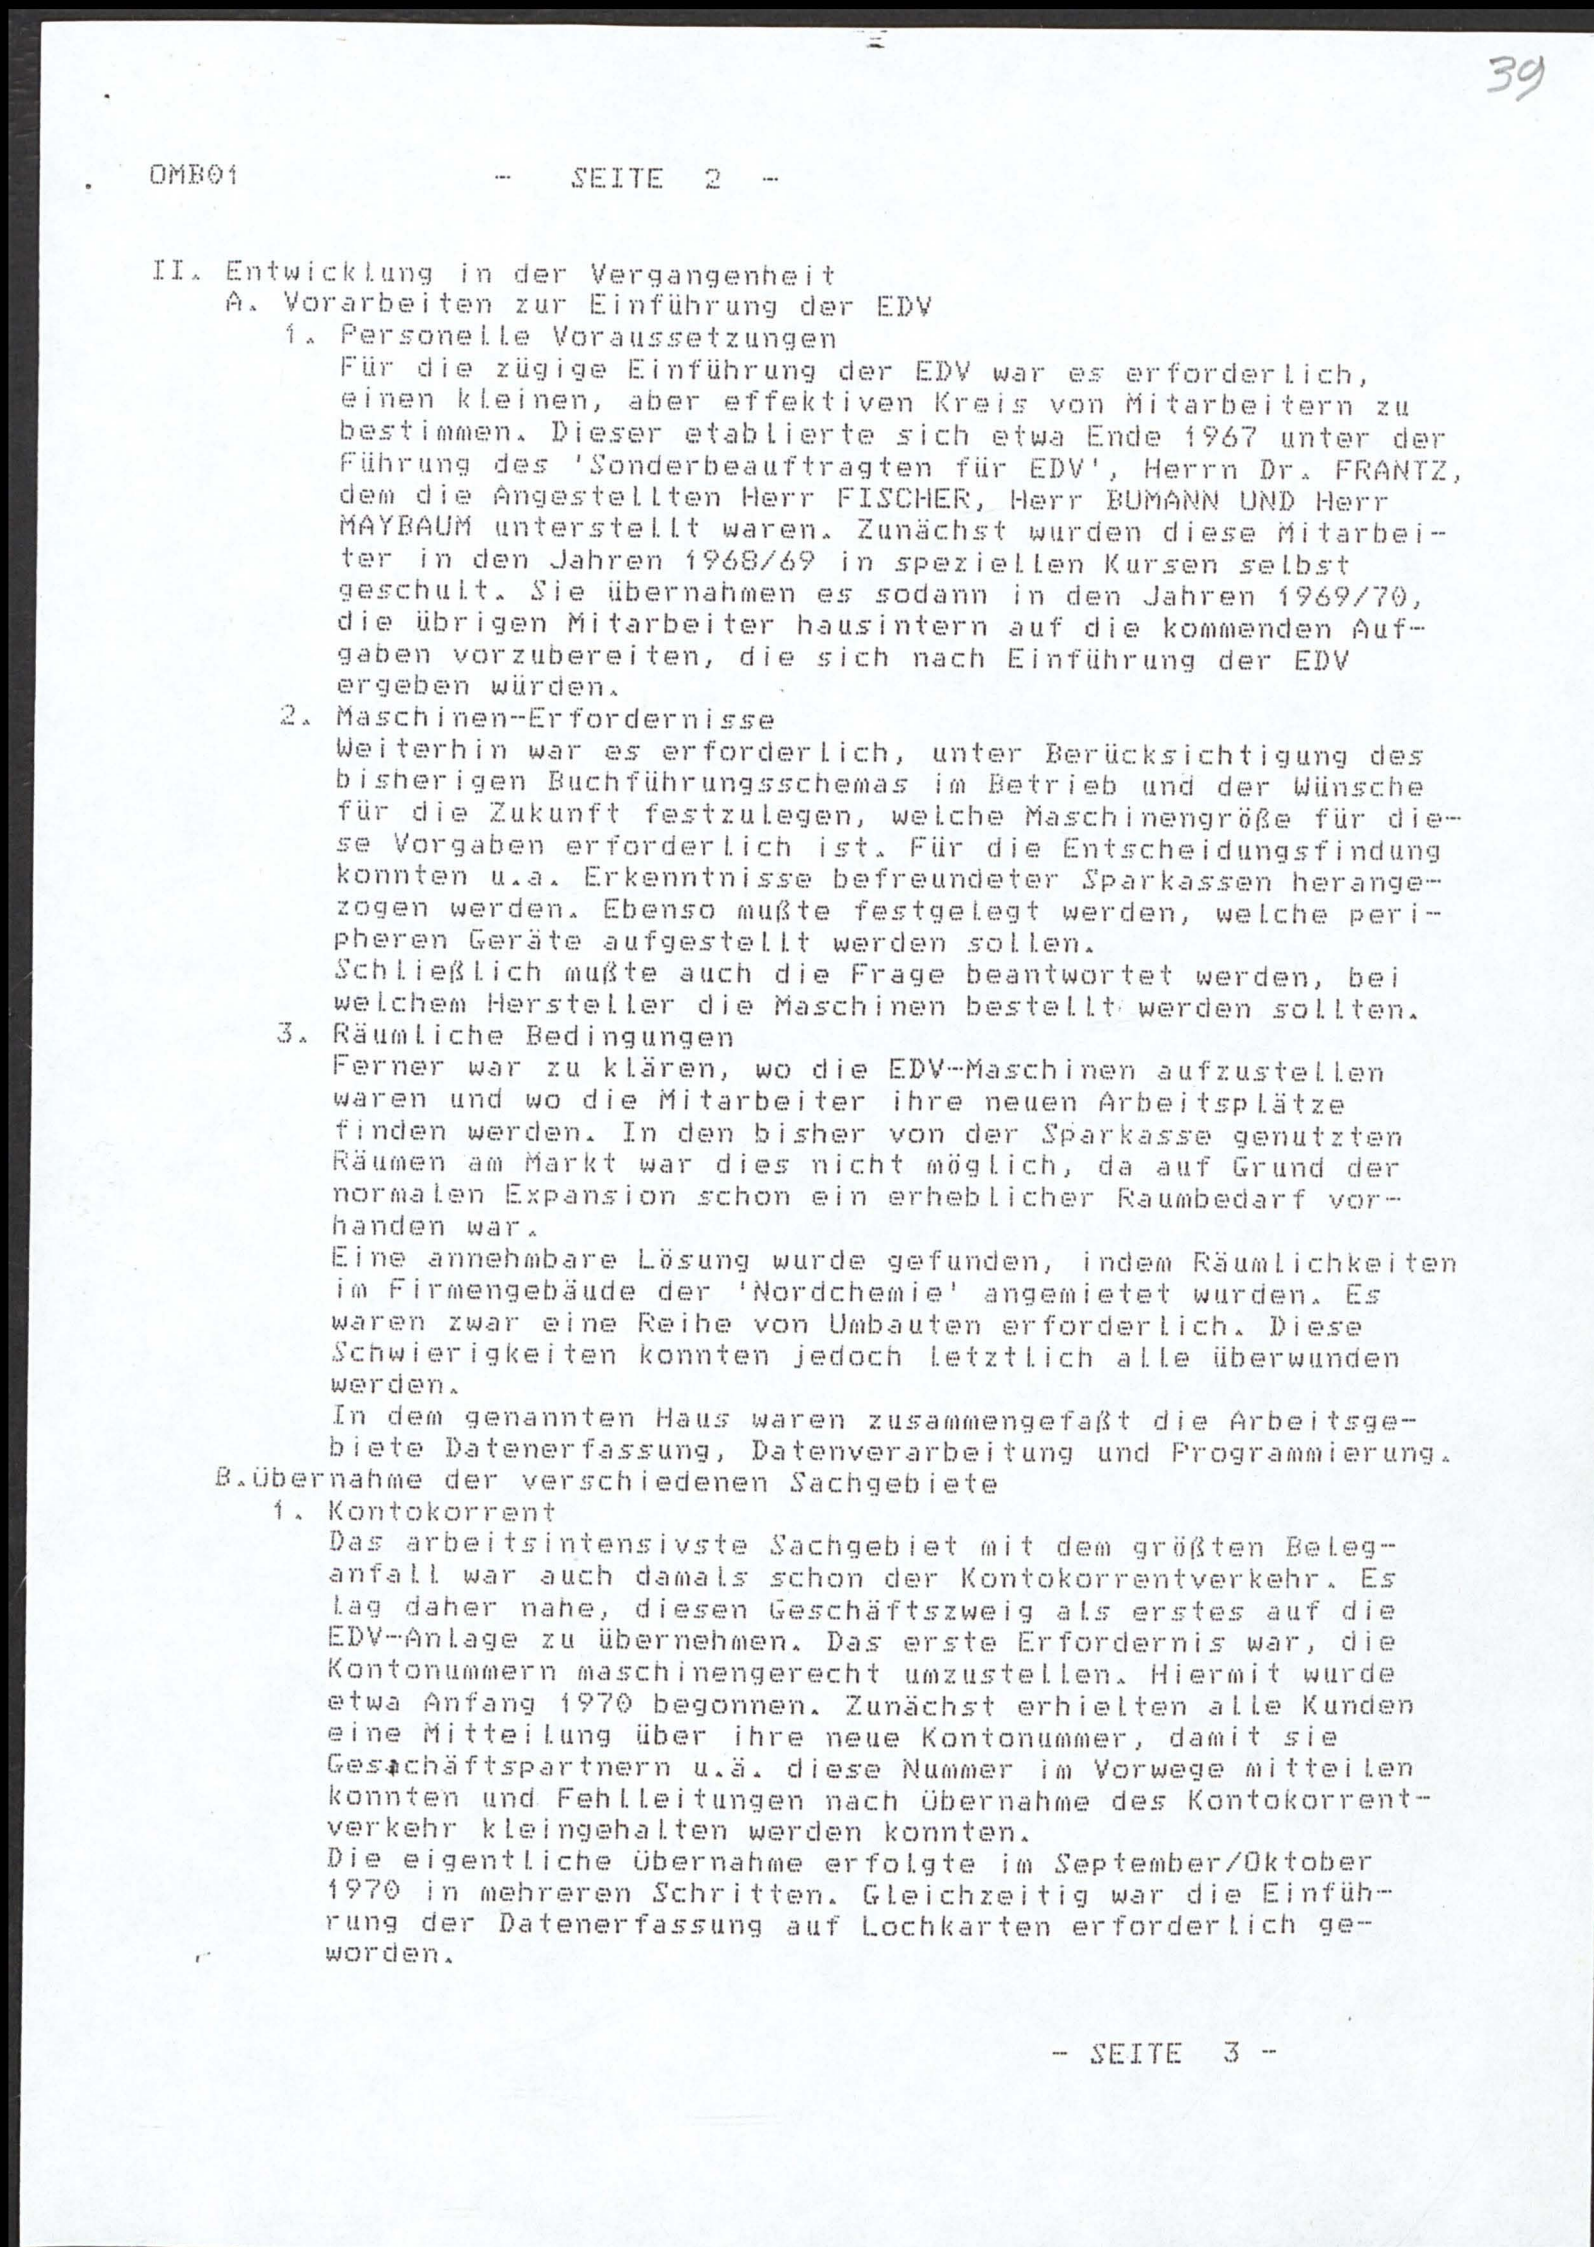 39
OMB01 - SEITE 2 -
II. Entwicklung in der Vergangenheit
A. Vorarbeiten zur Einführung der EDV
1. Personelle Voraussetzungen
Für die zügige Einführung der EDV war es erforderlich,
einen kleinen, aber effektiven Kreis von Mitarbeitern zu
bestimmen. Dieser etablierte sich etwa Ende 1967 unter der
Führung des 'Sonderbeauftragten für EDV', Herrn Dr. FRANTZ,
dem die Angestellten Herr FISCHER, Herr BUMANN UND Herr
MAYBAUM unterstellt waren. Zunächst wurden diese Mitarbei-
ter in den Jahren 1968/69 in speziellen Kursen selbst
geschult. Sie übernahmen es sodann in den Jahren 1969/70,
die übrigen Mitarbeiter hausintern auf die kommenden Auf-
gaben vorzubereiten, die sich nach Einführung der EDV
ergeben würden.
2. Maschinen-Erfordernisse
Weiterhin war es erforderlich, unter Berücksichtigung des
bisherigen Buchführungsschemas im Betrieb und der Wünsche
für die Zukunft festzulegen, welche Maschinengröße für die-
se Vorgaben erforderlich ist. Für die Entscheidungsfindung
konnten u.a. Erkenntnisse befreundeter Sparkassen herange-
zogen werden. Ebenso mußte festgelegt werden, welche peri-
pheren Geräte aufgestellt werden sollen.
Schließlich mußte auch die Frage beantwortet werden, bei
welchem Hersteller die Maschinen bestellt werden sollten.
3. Räumliche Bedingungen
Ferner war zu klären, wo die EDV-Maschinen aufzustellen
waren und wo die Mitarbeiter ihre neuen Arbeitsplätze
finden werden. In den bisher von der Sparkasse genutzten
Räumen am Markt war dies nicht möglich, da auf Grund der
normalen Expansion schon ein erheblicher Raumbedarf vor-
handen war.
Eine annehmbare Lösung wurde gefunden, indem Räumlichkeiten
im Firmengebäude der 'Nordchemie' angemietet wurden. Es
waren zwar eine Reihe von Umbauten erforderlich. Diese
Schwierigkeiten konnten jedoch letztlich alle überwunden
werden.
In dem genannten Haus waren zusammengefaßt die Arbeitsge-
biete Datenerfassung, Datenverarbeitung und Programmierung.
B.Übernahme der verschiedenen Sachgebiete
1. Kontokorrent
Das arbeitsintensivste Sachgebiet mit dem größten Beleg-
anfall war auch damals schon der Kontokorrentverkehr. Es
lag daher nahe, diesen Geschäftszweig als erstes auf die
EDV-Anlage zu übernehmen. Das erste Erfordernis war, die
Kontonummern maschinengerecht umzustellen. Hiermit wurde
etwa Anfang 1970 begonnen. Zunächst erhielten alle Kunden
eine Mitteilung über ihre neue Kontonummer, damit sie
Geschäftspartnern u.ä. diese Nummer im Vorwege mitteilen
konnten und Fehlleitungen nach Übernahme des Kontokorrent-
verkehr kleingehalten werden konnten.
Die eigentliche Übernahme erfolgte im September/Oktober
1970 in mehreren Schritten. Gleichzeitig war die Einfüh-
rung der Datenerfassung auf Lochkarten erforderlich ge-
worden.
- SEITE 3 -